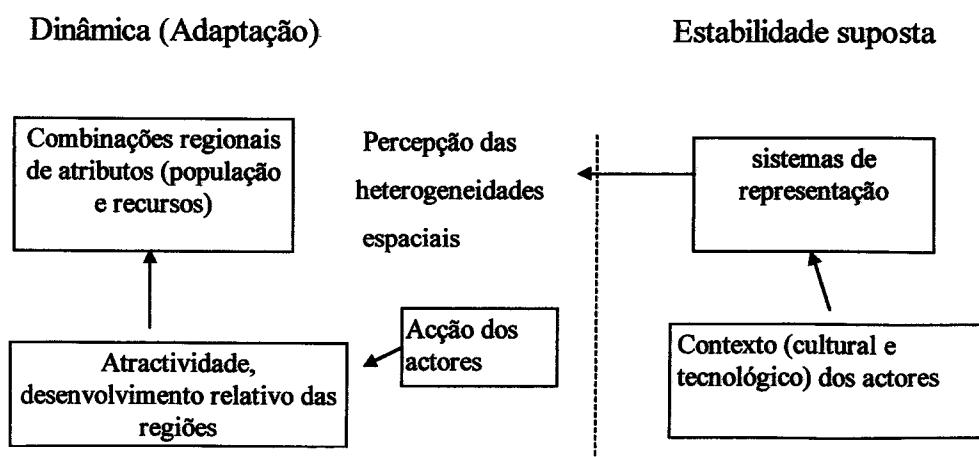 Dinâmica (Adaptação)
Estabilidade suposta
Combinações regionais
de atributos (população
e recursos)
Percepção das
heterogeneidades
espaciais
sistemas de
representação
Acção dos
actores
Atractividade,
desenvolvimento relativo das
regiões
Contexto (cultural e
tecnológico) dos actores